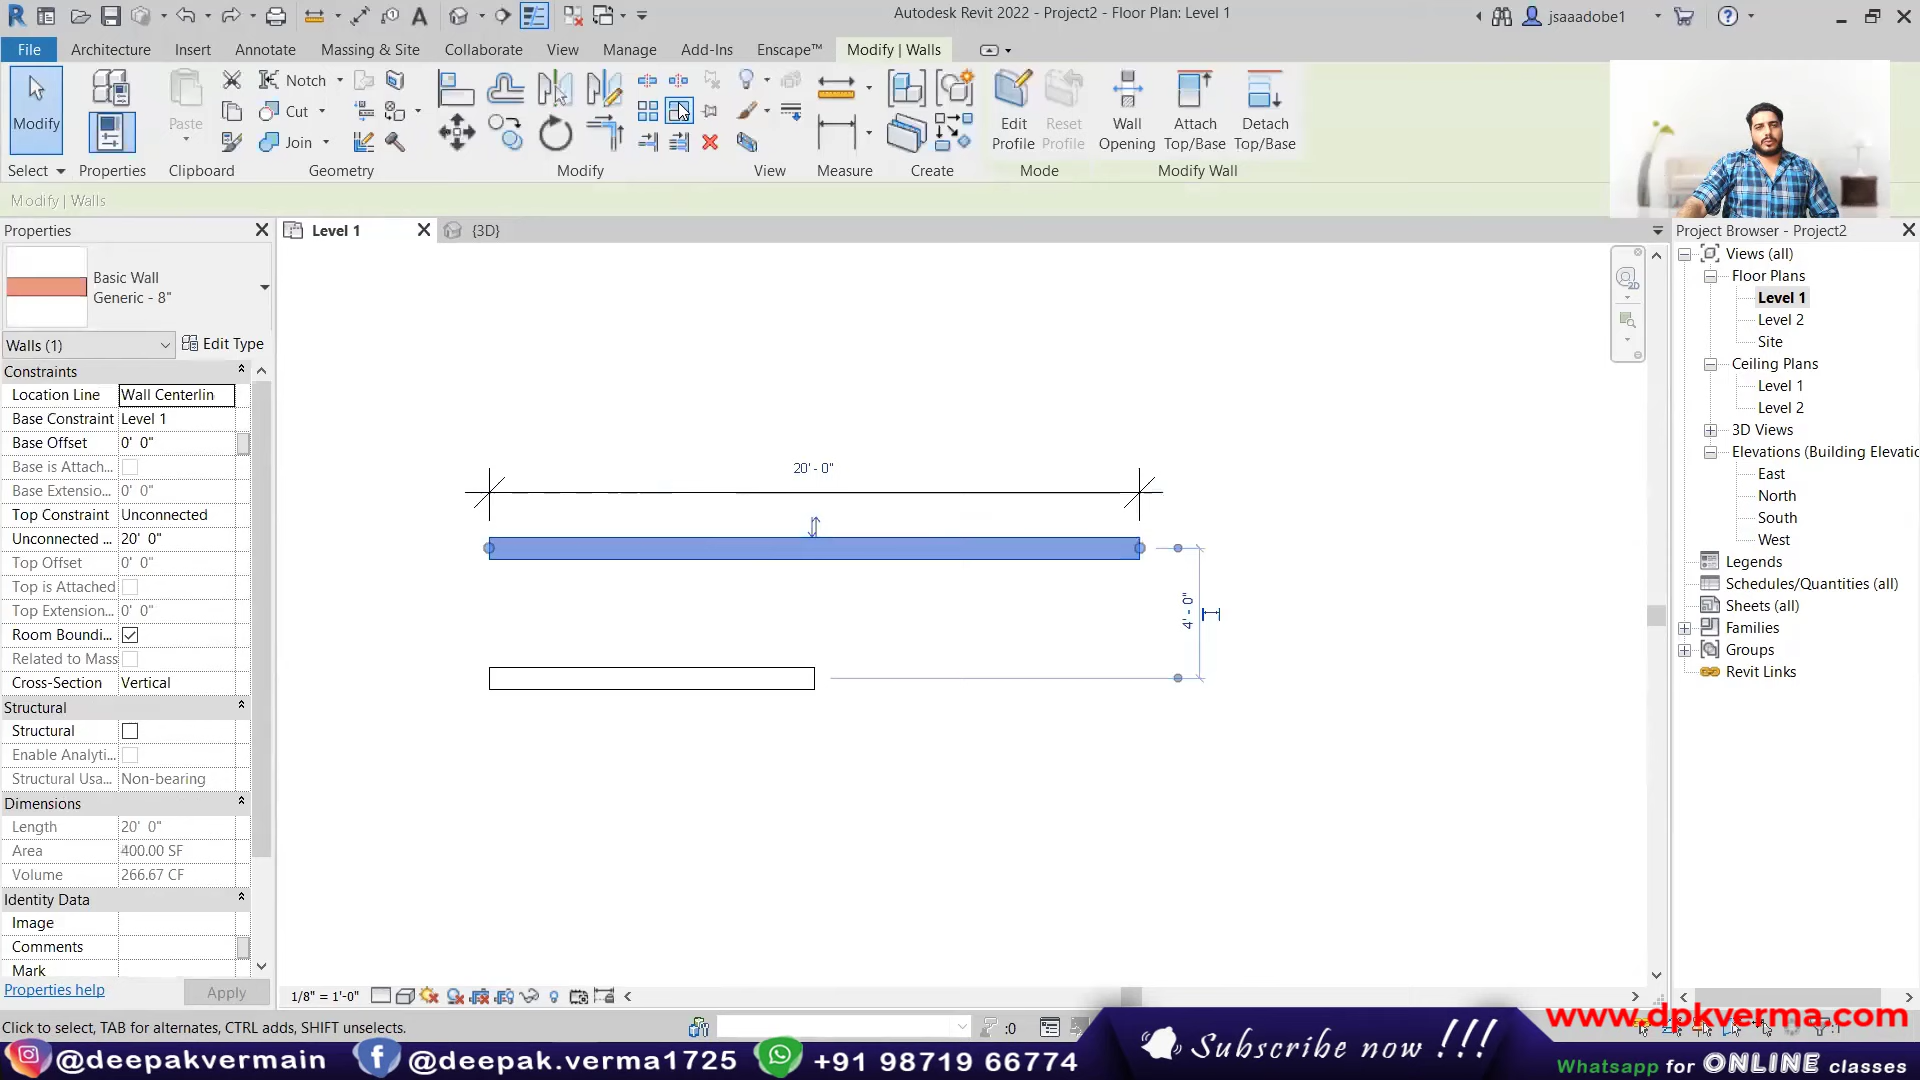 Autodesk Revit 2022 - Project2 - Floor Plan: Level 1
jsaaadobe1
File Architecture Insert Annotate Massing & Site Collaborate View Manage Add-Ins Enscape™ Modify | Walls
Modify
Paste
Notch
Cut
Join
Edit Profile
Reset Profile
Wall Opening
Attach Top/Base
Detach Top/Base
Select Properties Clipboard Geometry Modify View Measure Create Mode Modify Wall
Modify | Walls
Properties
Basic Wall
Generic - 8"
Walls (1)
Edit Type
Constraints
Location Line Wall Centerlin
Base Constraint Level 1
Base Offset 0' 0"
Base is Attach...
Base Extensio... 0' 0"
Top Constraint Unconnected
Unconnected ... 20' 0"
Top Offset 0' 0"
Top is Attached
Top Extension... 0' 0"
Room Boundi...
Related to Mass
Cross-Section Vertical
Structural
Structural
Enable Analyti...
Structural Usa... Non-bearing
Dimensions
Length 20' 0"
Area 400.00 SF
Volume 266.67 CF
Identity Data
Image
Comments
Mark
Properties help
Apply
Level 1
{3D}
20' - 0"
4' - 0"
2D
Project Browser - Project2
Views (all)
Floor Plans
Level 1
Level 2
Site
Ceiling Plans
Level 1
Level 2
3D Views
Elevations (Building Elevatio
East
North
South
West
Legends
Schedules/Quantities (all)
Sheets (all)
Families
Groups
Revit Links
1/8" = 1'-0"
Click to select, TAB for alternates, CTRL adds, SHIFT unselects.
:0
:1
@deepakvermain
@deepak.verma1725
+91 98719 66774
Subscribe now !!!
www.dpkverma.com
Whatsapp for ONLINE classes